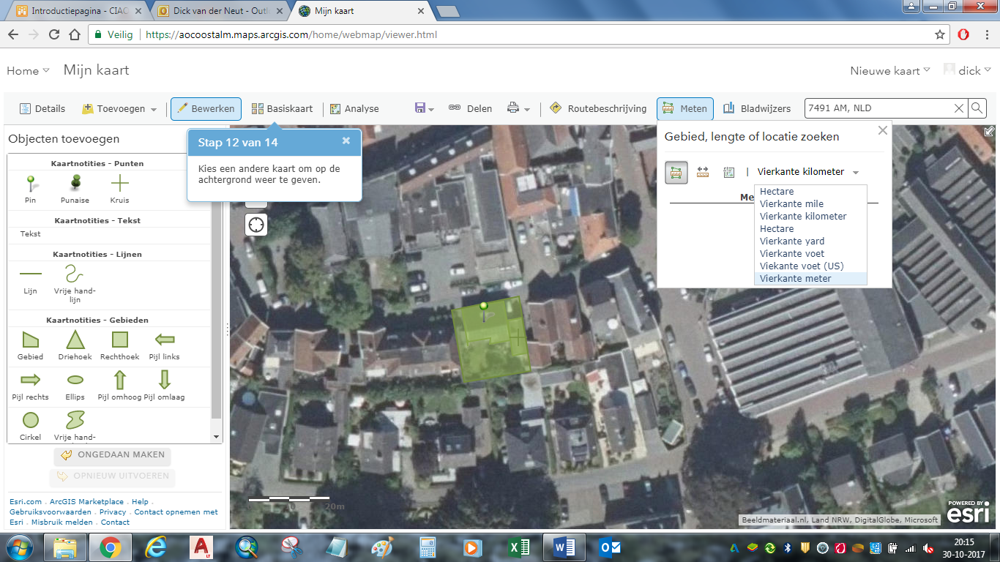 Introductiepagina - CIAO
Dick van der Neut - Outlo
Mijn kaart
Veilig
https://aocoostalm.maps.arcgis.com/home/webmap/viewer.html
Home
Mijn kaart
Nieuwe kaart
dick
Details
Toevoegen
Bewerken
Basiskaart
Analyse
Delen
Routebeschrijving
Meten
Bladwijzers
7491 AM, NLD
Objecten toevoegen
Kaartnotities - Punten
Pin
Punaise
Kruis
Kaartnotities - Tekst
Tekst
Kaartnotities - Lijnen
Lijn
Vrije hand-
lijn
Kaartnotities - Gebieden
Gebied
Driehoek
Rechthoek
Pijl links
Pijl rechts
Ellips
Pijl omhoog
Pijl omlaag
Cirkel
Vrije hand-
ONGEDAAN MAKEN
OPNIEUW UITVOEREN
Esri.com . ArcGIS Marketplace . Help .
Gebruiksvoorwaarden . Privacy . Contact opnemen met
Esri . Misbruik melden . Contact
Stap 12 van 14
Kies een andere kaart om op de
achtergrond weer te geven.
Gebied, lengte of locatie zoeken
Vierkante kilometer
Me
Hectare
Vierkante mile
Vierkante kilometer
Hectare
Vierkante yard
Vierkante voet
Viekante voet (US)
Vierkante meter
10
20m
Beeldmateriaal.nl, Land NRW, DigitalGlobe, Microsoft
POWERED BY
esri
20:15
30-10-2017